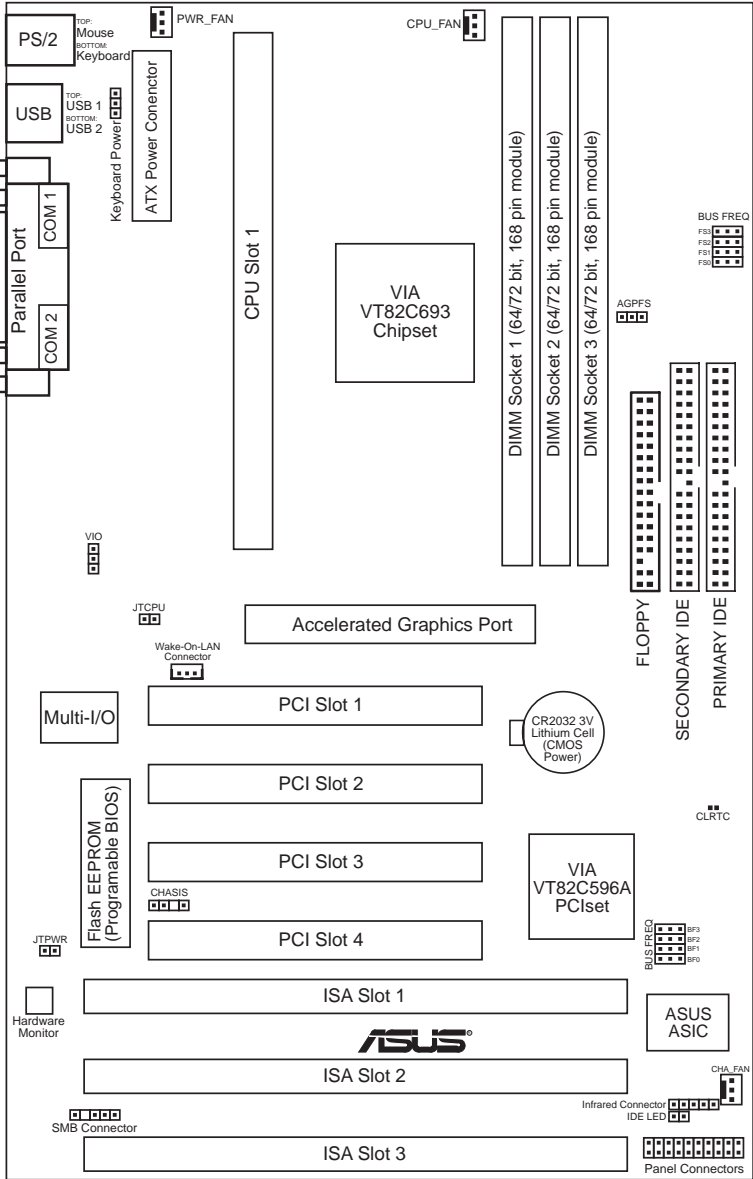 PS/2
TOP:
Mouse
BOTTOM:
Keyboard
PWR_FAN
CPU_FAN
USB
TOP:
USB 1
BOTTOM:
USB 2
Keyboard Power
ATX Power Conenctor
Parallel Port
COM 1
COM 2
CPU Slot 1
VIA
VT82C693
Chipset
DIMM Socket 1 (64/72 bit, 168 pin module)
DIMM Socket 2 (64/72 bit, 168 pin module)
DIMM Socket 3 (64/72 bit, 168 pin module)
BUS FREQ
FS3
FS2
FS1
FS0
AGPFS
FLOPPY
SECONDARY IDE
PRIMARY IDE
VIO
JTCPU
Accelerated Graphics Port
Wake-On-LAN
Connector
Multi-I/O
PCI Slot 1
CR2032 3V
Lithium Cell
(CMOS
Power)
PCI Slot 2
CLRTC
Flash EEPROM
(Programable BIOS)
PCI Slot 3
VIA
VT82C596A
PCIset
CHASIS
PCI Slot 4
JTPWR
BUS FREQ
BF3
BF2
BF1
BF0
ISA Slot 1
Hardware
Monitor
ASUS
ASIC
ASUS®
ISA Slot 2
CHA_FAN
Infrared Connector
IDE LED
SMB Connector
ISA Slot 3
Panel Connectors